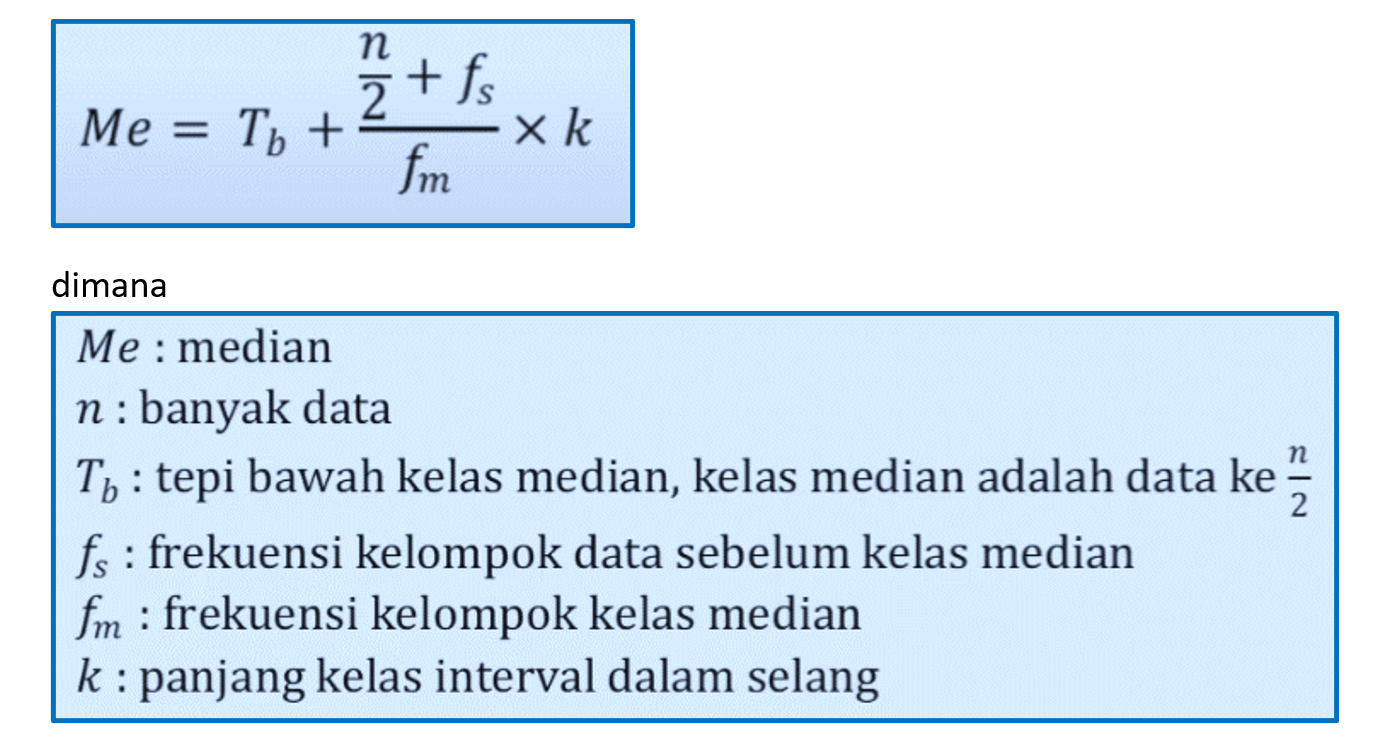 Me = T_b + \frac{\frac{n}{2} + f_s}{f_m} × k
dimana
Me : median
n : banyak data
T_b : tepi bawah kelas median, kelas median adalah data ke \frac{n}{2}
f_s : frekuensi kelompok data sebelum kelas median
f_m : frekuensi kelompok kelas median
k : panjang kelas interval dalam selang